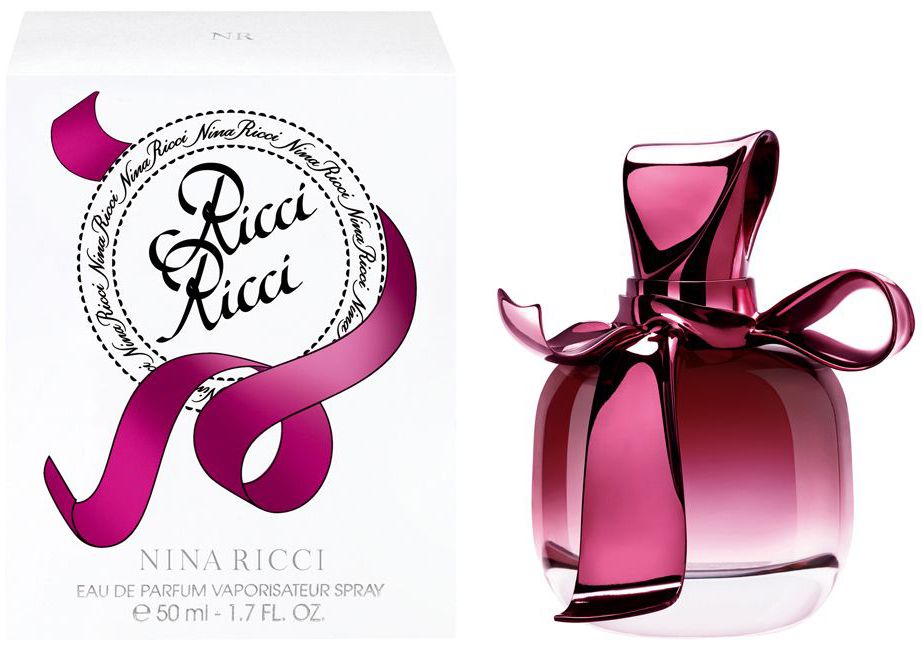 NR
Nina Ricci Nina Ricci Nina Ricci Nina Ricci Nina Ricci Nina
Ricci
Ricci
NINA RICCI
EAU DE PARFUM VAPORISATEUR SPRAY
℮ 50 ml - 1.7 FL. OZ.